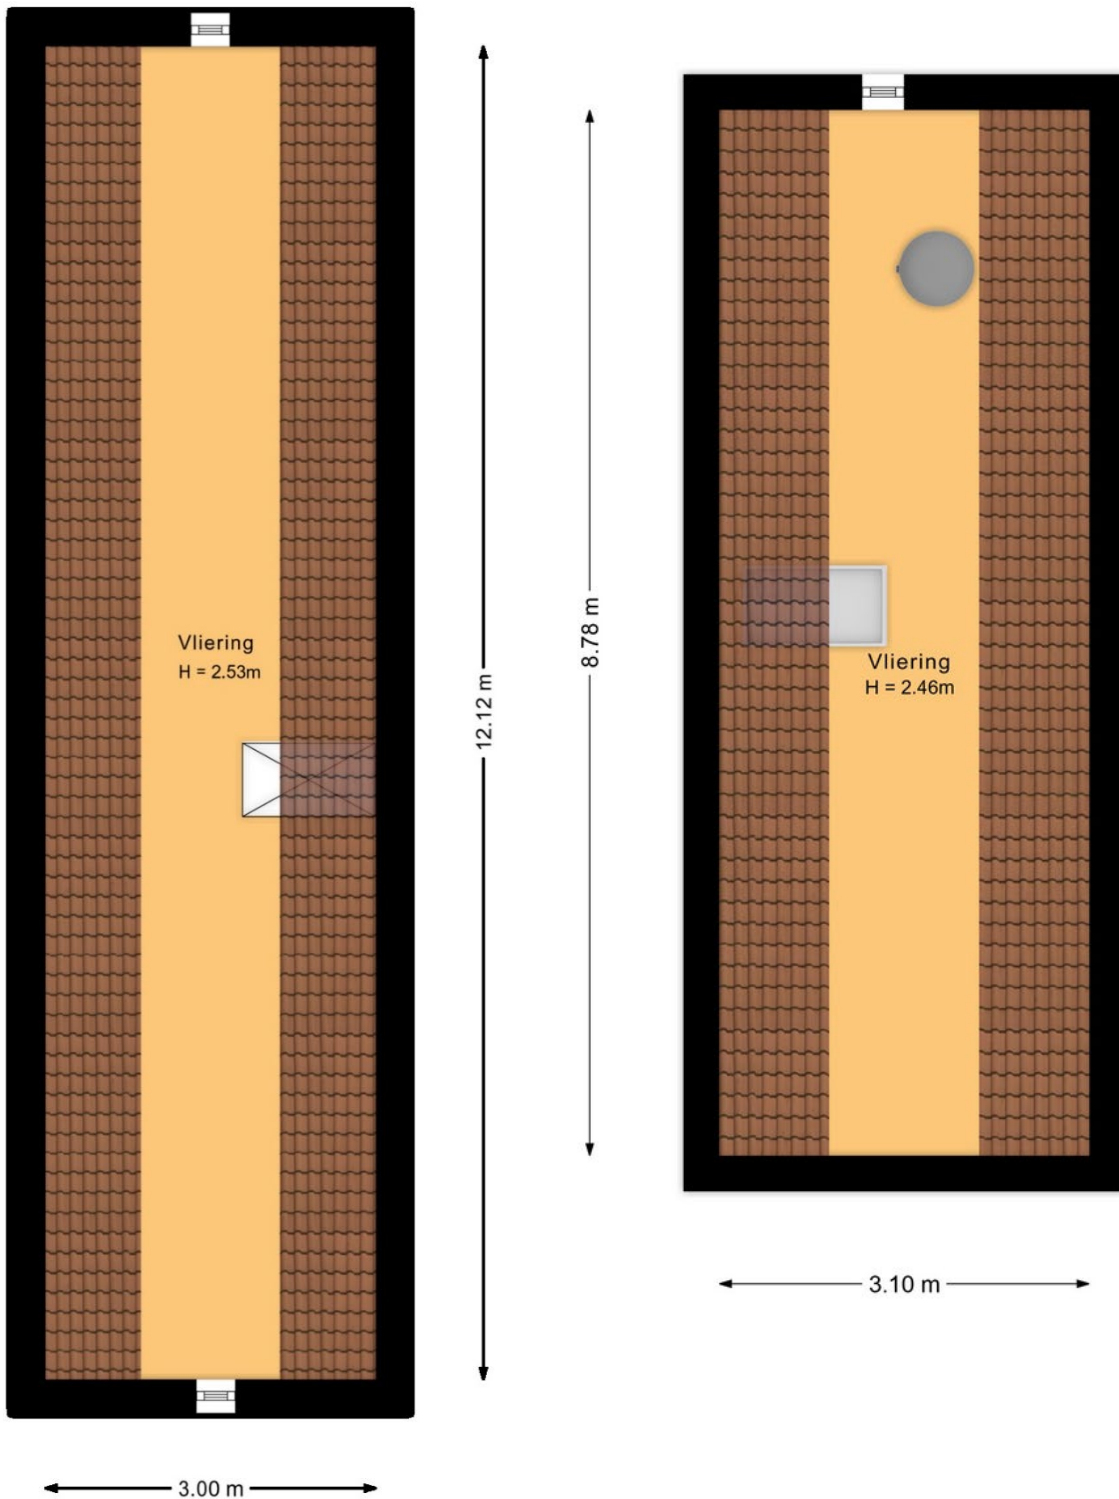 Vliering
H = 2.53m
12.12 m
3.00 m
8.78 m
Vliering
H = 2.46m
3.10 m